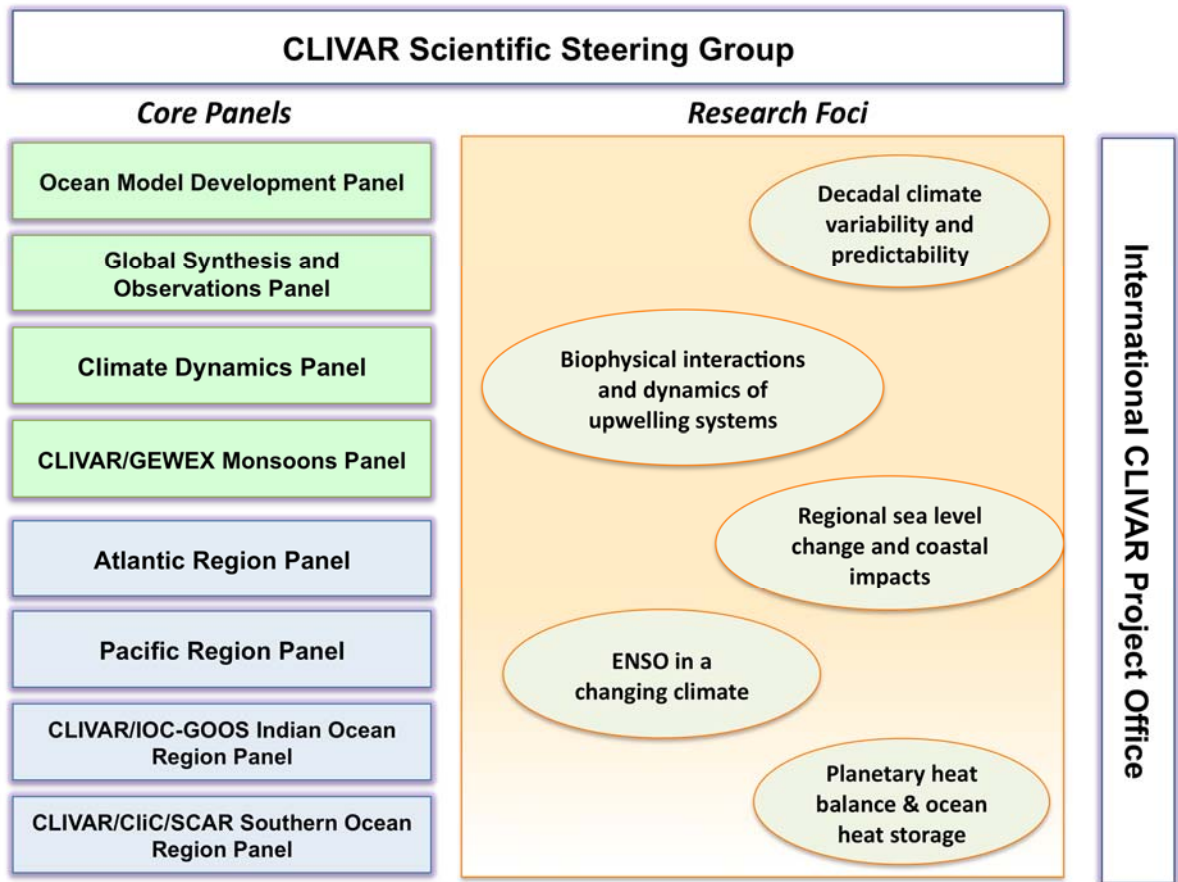 CLIVAR Scientific Steering Group
Core Panels
Ocean Model Development Panel
Global Synthesis and
Observations Panel
Climate Dynamics Panel
CLIVAR/GEWEX Monsoons Panel
Atlantic Region Panel
Pacific Region Panel
CLIVAR/IOC-GOOS Indian Ocean
Region Panel
CLIVAR/CliC/SCAR Southern Ocean
Region Panel
Research Foci
Decadal climate
variability and
predictability
Biophysical interactions
and dynamics of
upwelling systems
Regional sea level
change and coastal
impacts
ENSO in a
changing climate
Planetary heat
balance & ocean
heat storage
International CLIVAR Project Office